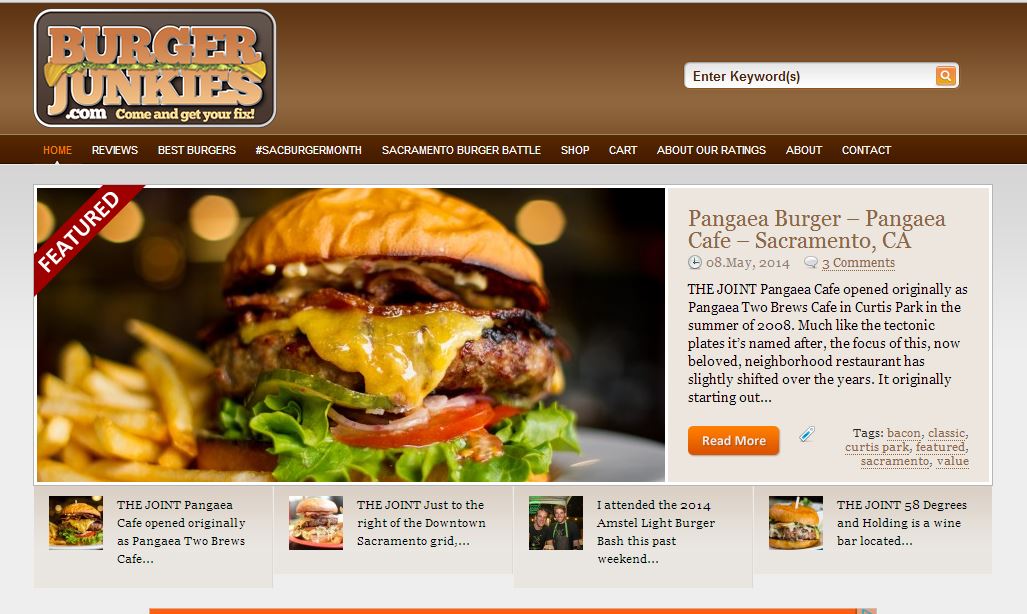 BURGER
JUNKIES
.com Come and get your fix!
Enter Keyword(s)
HOME REVIEWS BEST BURGERS #SACBURGERMONTH SACRAMENTO BURGER BATTLE SHOP CART ABOUT OUR RATINGS ABOUT CONTACT
FEATURED
Pangaea Burger – Pangaea
Cafe – Sacramento, CA
08.May, 2014 3 Comments
THE JOINT Pangaea Cafe opened originally as
Pangaea Two Brews Cafe in Curtis Park in the
summer of 2008. Much like the tectonic
plates it’s named after, the focus of this, now
beloved, neighborhood restaurant has
slightly shifted over the years. It originally
starting out...
Read More
Tags: bacon, classic,
curtis park, featured,
sacramento, value
THE JOINT Pangaea
Cafe opened originally
as Pangaea Two Brews
Cafe...
THE JOINT Just to the
right of the Downtown
Sacramento grid,...
I attended the 2014
Amstel Light Burger
Bash this past
weekend...
THE JOINT 58 Degrees
and Holding is a wine
bar located...